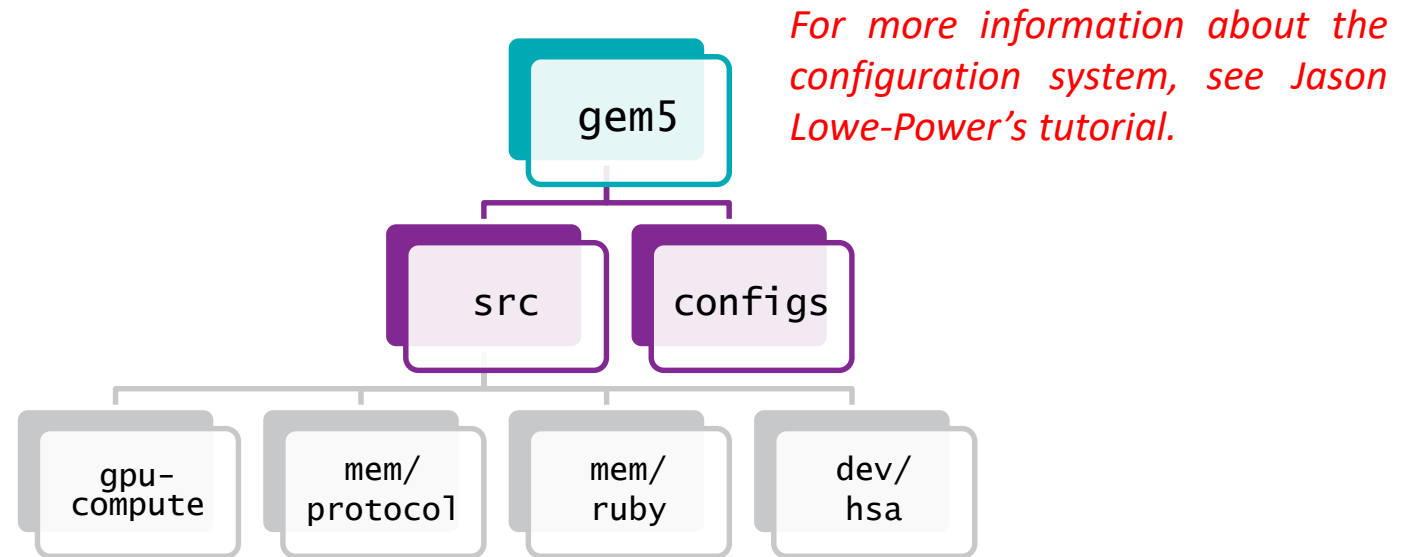 For more information about the
configuration system, see Jason
Lowe-Power’s tutorial.
gem5
src
configs
gpu-
compute
mem/
protocol
mem/
ruby
dev/
hsa